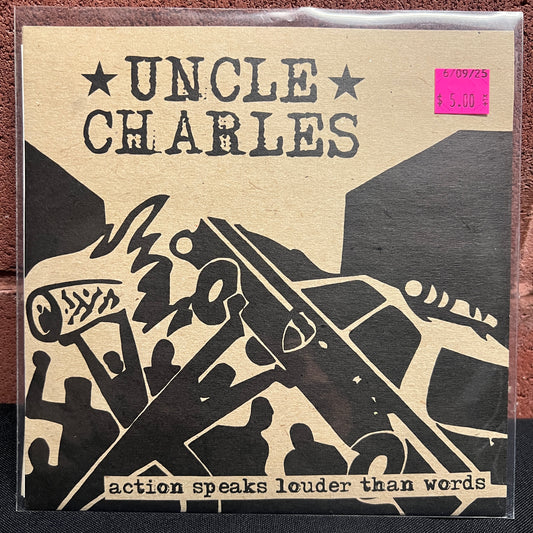 ★UNCLE★
CHARLES
6/09/25
$ 5.00
action speaks louder than words